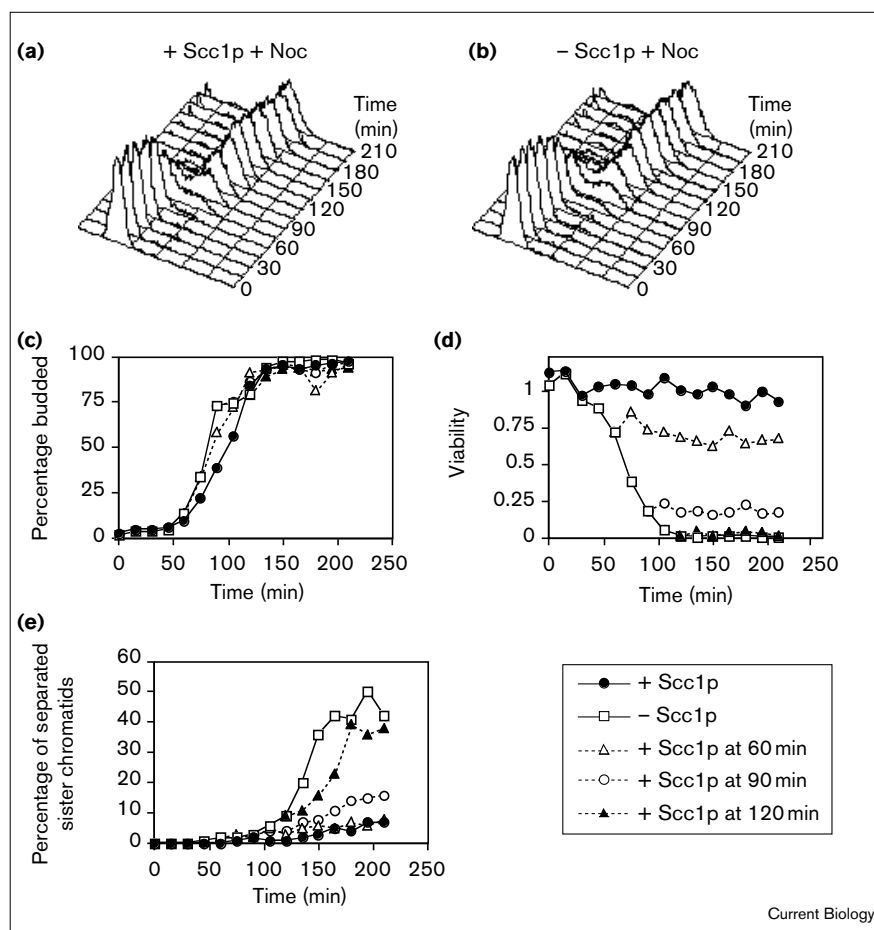 (a) + Scc1p + Noc
Time
(min)
210
180
150
120
90
60
30
0
(b) – Scc1p + Noc
Time
(min)
210
180
150
120
90
60
30
0
(c)
Percentage budded
100
75
50
25
0
0 50 100 150 200 250
Time (min)
(d)
Viability
1
0.75
0.5
0.25
0
0 50 100 150 200 250
Time (min)
(e)
Percentage of separated
sister chromatids
60
50
40
30
20
10
0
0 50 100 150 200 250
Time (min)
+ Scc1p
– Scc1p
+ Scc1p at 60 min
+ Scc1p at 90 min
+ Scc1p at 120 min
Current Biology